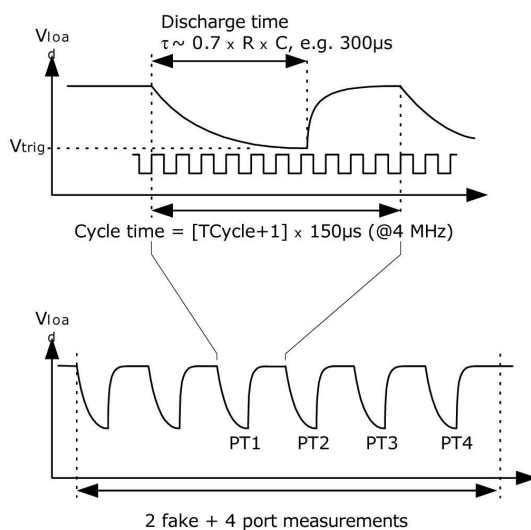 Discharge time
τ~ 0.7 x R x C, e.g. 300µs
Vloa
d
Vtrig
Cycle time = [TCycle+1] x 150µs (@4 MHz)
Vloa
d
PT1 PT2 PT3 PT4
2 fake + 4 port measurements